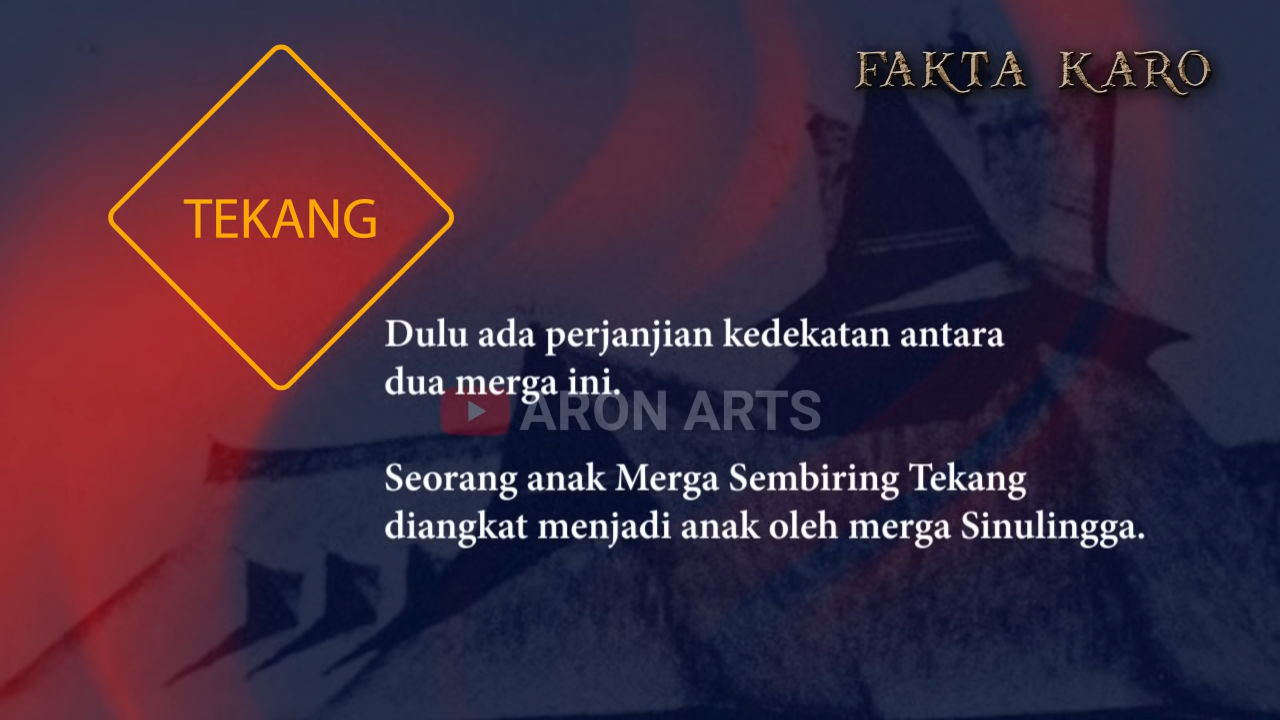 FAKTA KARO
TEKANG
Dulu ada perjanjian kedekatan antara
dua merga ini.
ARON ARTS
Seorang anak Merga Sembiring Tekang
diangkat menjadi anak oleh merga Sinulingga.